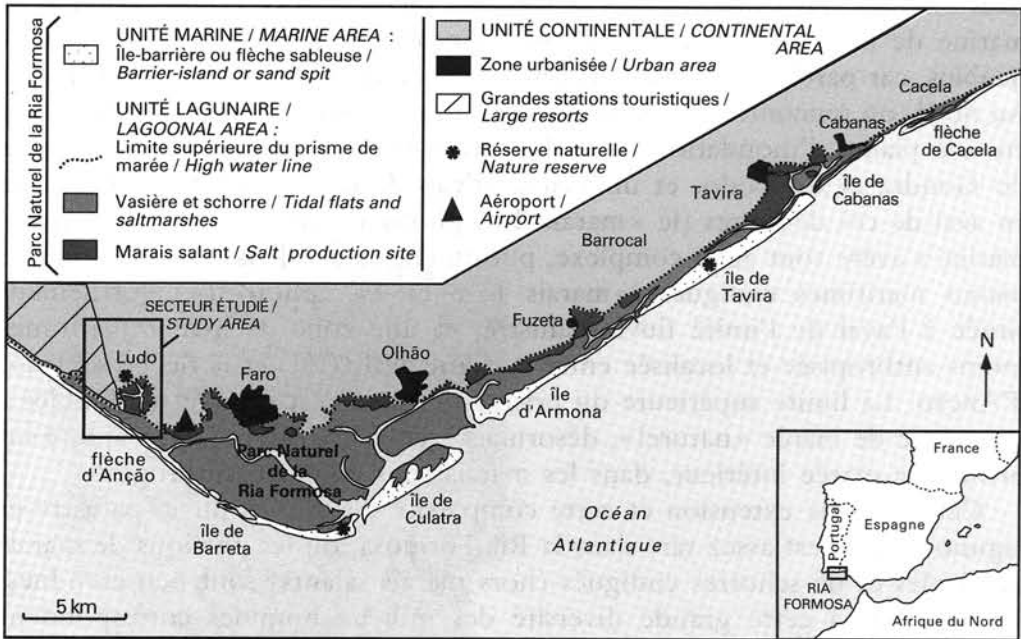 Parc Naturel de la Ria Formosa
UNITÉ MARINE / MARINE AREA :
Île-barrière ou flèche sableuse /
Barrier-island or sand spit
UNITÉ LAGUNAIRE /
LAGOONAL AREA :
Limite supérieure du prisme de
marée / High water line
Vasière et schorre / Tidal flats and
saltmarshes
Marais salant / Salt production site
UNITÉ CONTINENTALE / CONTINENTAL
AREA
Zone urbanisée / Urban area
Grandes stations touristiques /
Large resorts
Réserve naturelle /
Nature reserve
Aéroport /
Airport
Cacela
Cabanas
flèche
de Cacela
Tavira
île de
Cabanas
Barrocal
île de
Tavira
SECTEUR ÉTUDIÉ /
STUDY AREA
Fuzeta
Ludo
Faro
Olhão
N
île
d'Armona
flèche
d'Anção
Parc Naturel
de la
Ria Formosa
île de
Culatra
île de
Barreta
Océan
Atlantique
5 km
France
Portugal
Espagne
RIA
FORMOSA
Afrique du Nord